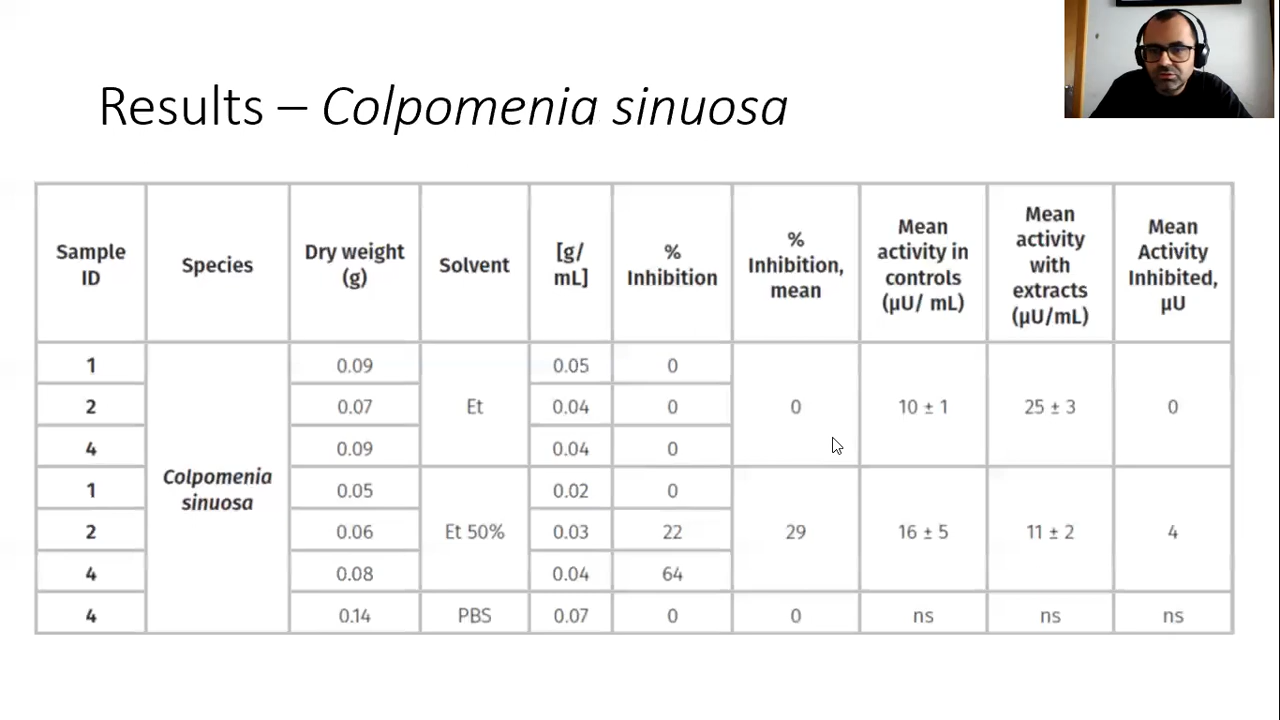 Results – Colpomenia sinuosa
Sample ID	Species	Dry weight (g)	Solvent	[g/ mL]	% Inhibition	% Inhibition, mean	Mean activity in controls (µU/ mL)	Mean activity with extracts (µU/mL)	Mean Activity Inhibited, µU
1	Colpomenia sinuosa	0.09	Et	0.05	0	0	10 ± 1	25 ± 3	0
2	0.07	0.04	0
4	0.09	0.04	0
1	0.05	Et 50%	0.02	0	29	16 ± 5	11 ± 2	4
2	0.06	0.03	22
4	0.08	0.04	64
4	0.14	PBS	0.07	0	0	ns	ns	ns